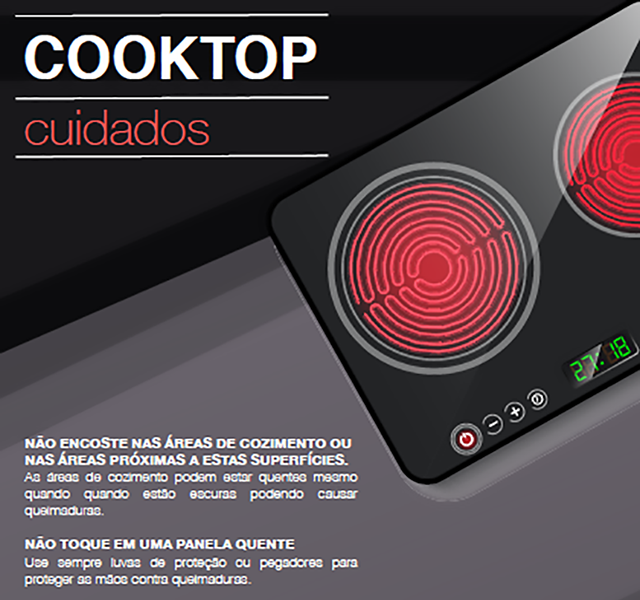 COOKTOP
cuidados
27:18
NÃO ENCOSTE NAS ÁREAS DE COZIMENTO OU
NAS ÁREAS PRÓXIMAS A ESTAS SUPERFÍCIES.
As áreas de cozimento podem estar quentes mesmo
quando quando estão escuras podendo causar
queimaduras.
NÃO TOQUE EM UMA PANELA QUENTE
Use sempre luvas de proteção ou pegadores para
proteger as mãos contra queimaduras.